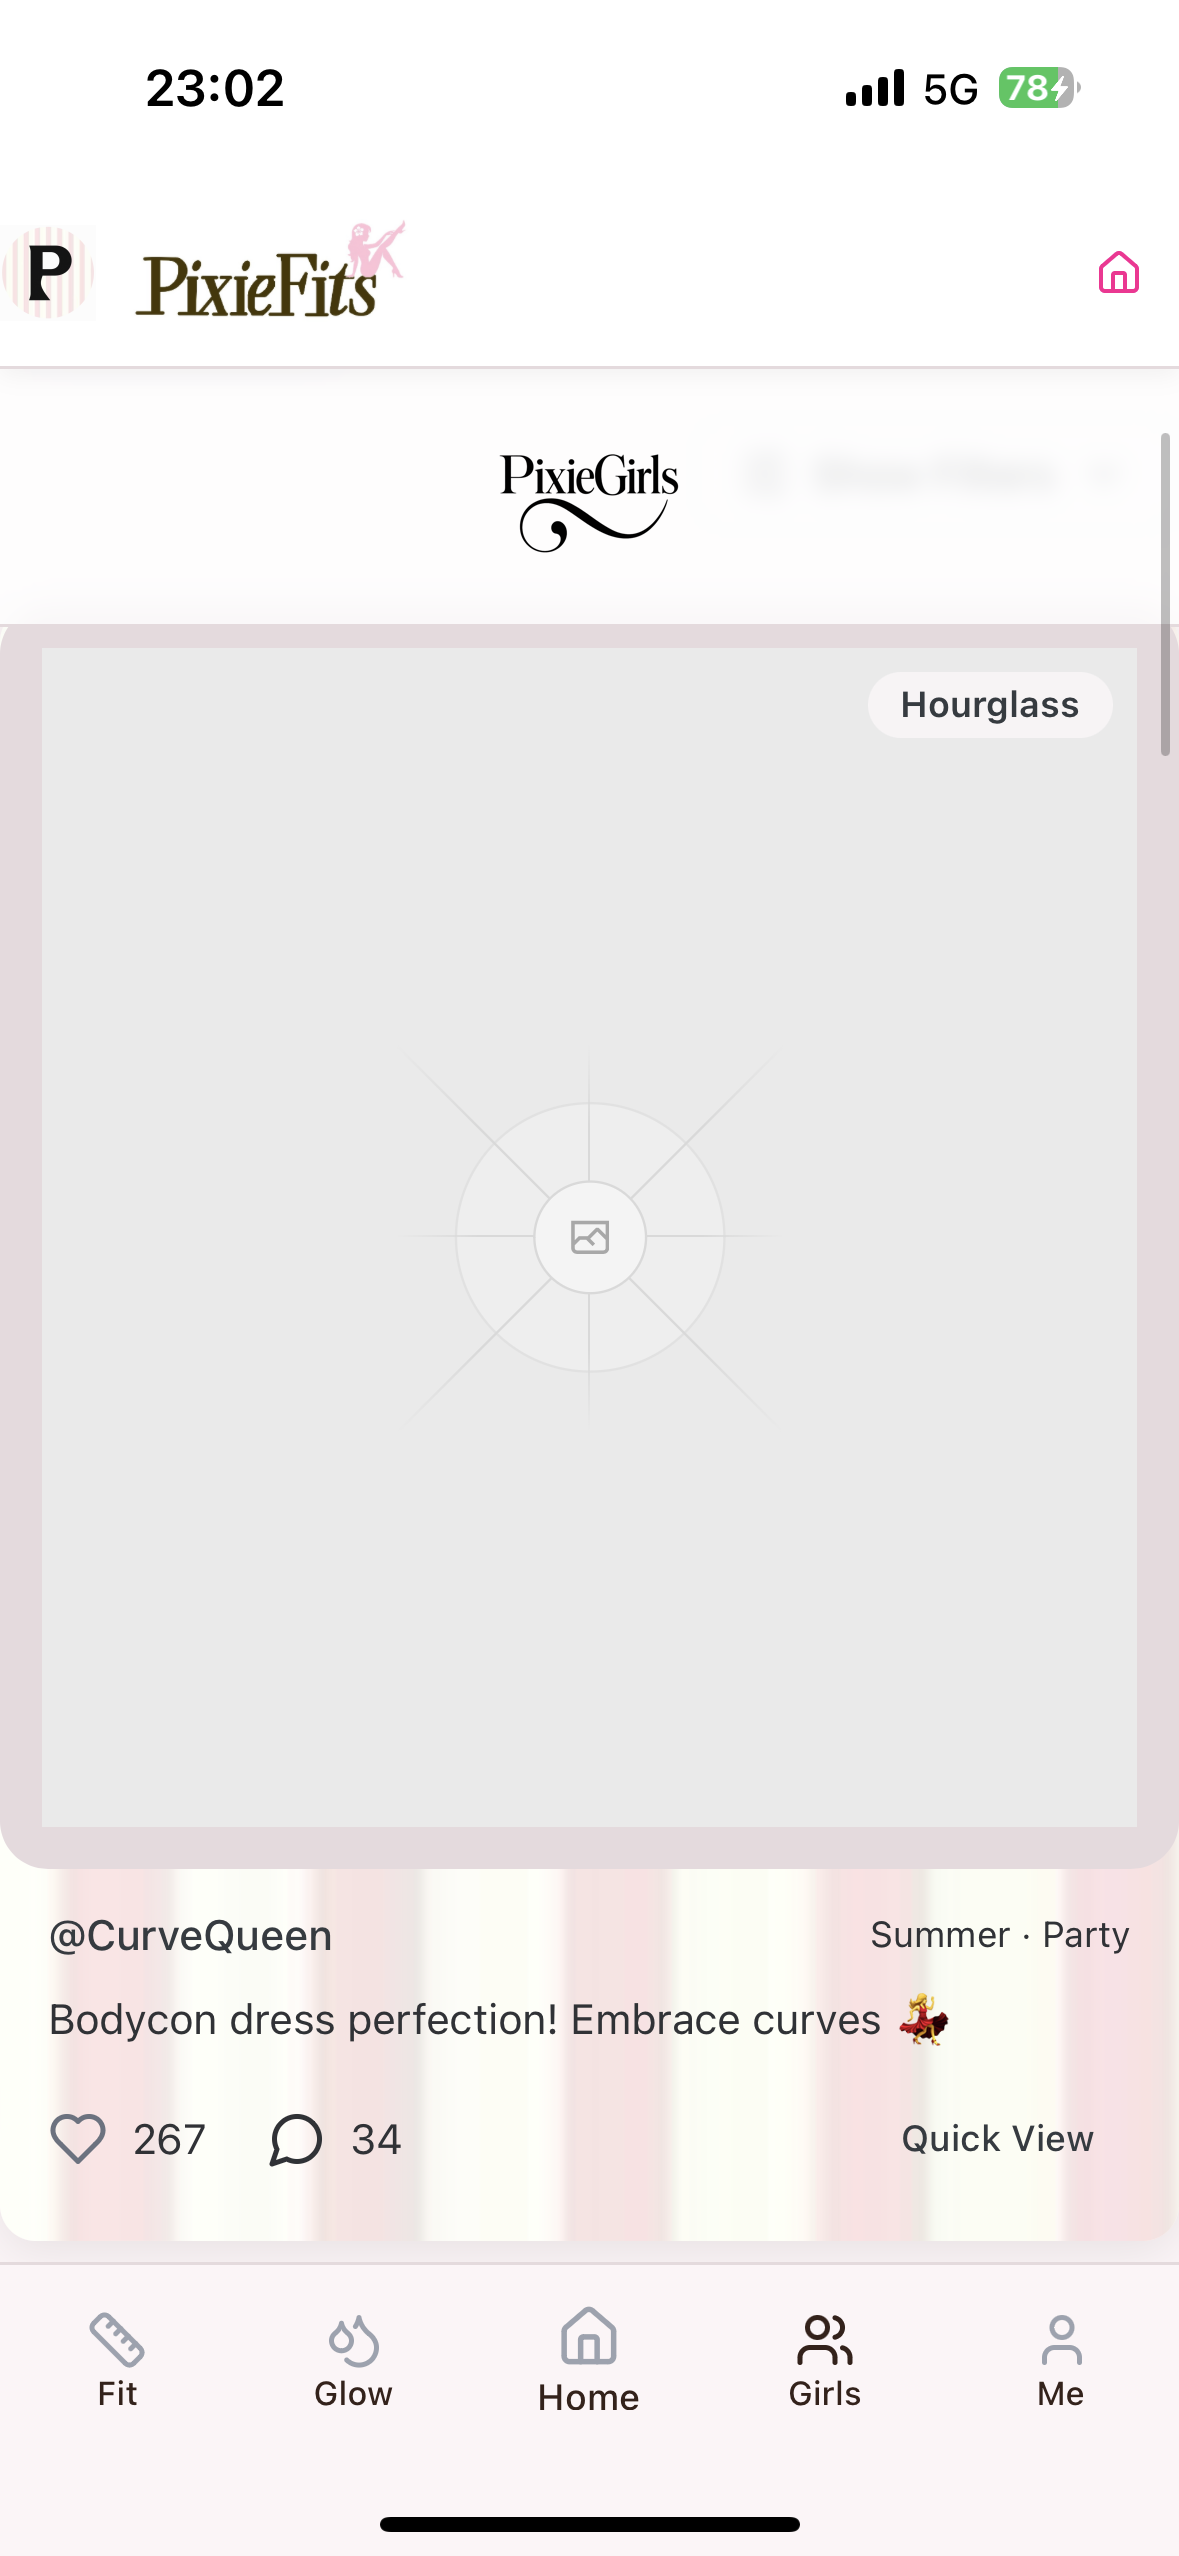 23:02
5G
78
P
PixieFits
PixieGirls
Hourglass
@CurveQueen
Summer · Party
Bodycon dress perfection! Embrace curves 💃
267
34
Quick View
Fit
Glow
Home
Girls
Me